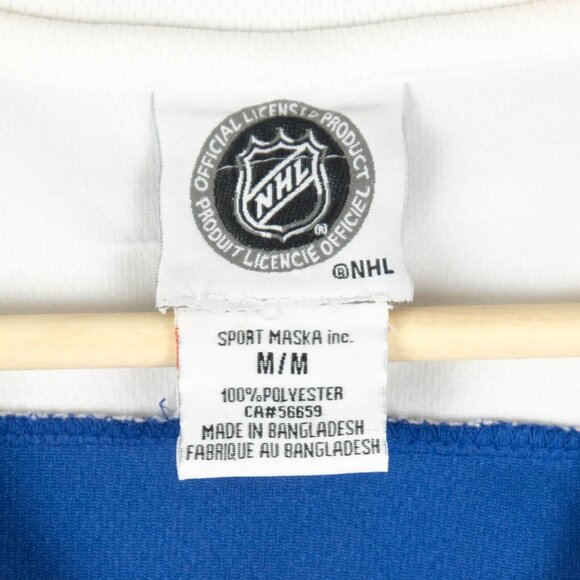 OFFICIAL LICENSED PRODUCT
NHL
®
PRODUIT LICENCIÉ OFFICIEL
®NHL
SPORT MASKA inc.
M/M
100%POLYESTER
CA#56659
MADE IN BANGLADESH
FABRIQUE AU BANGLADESH